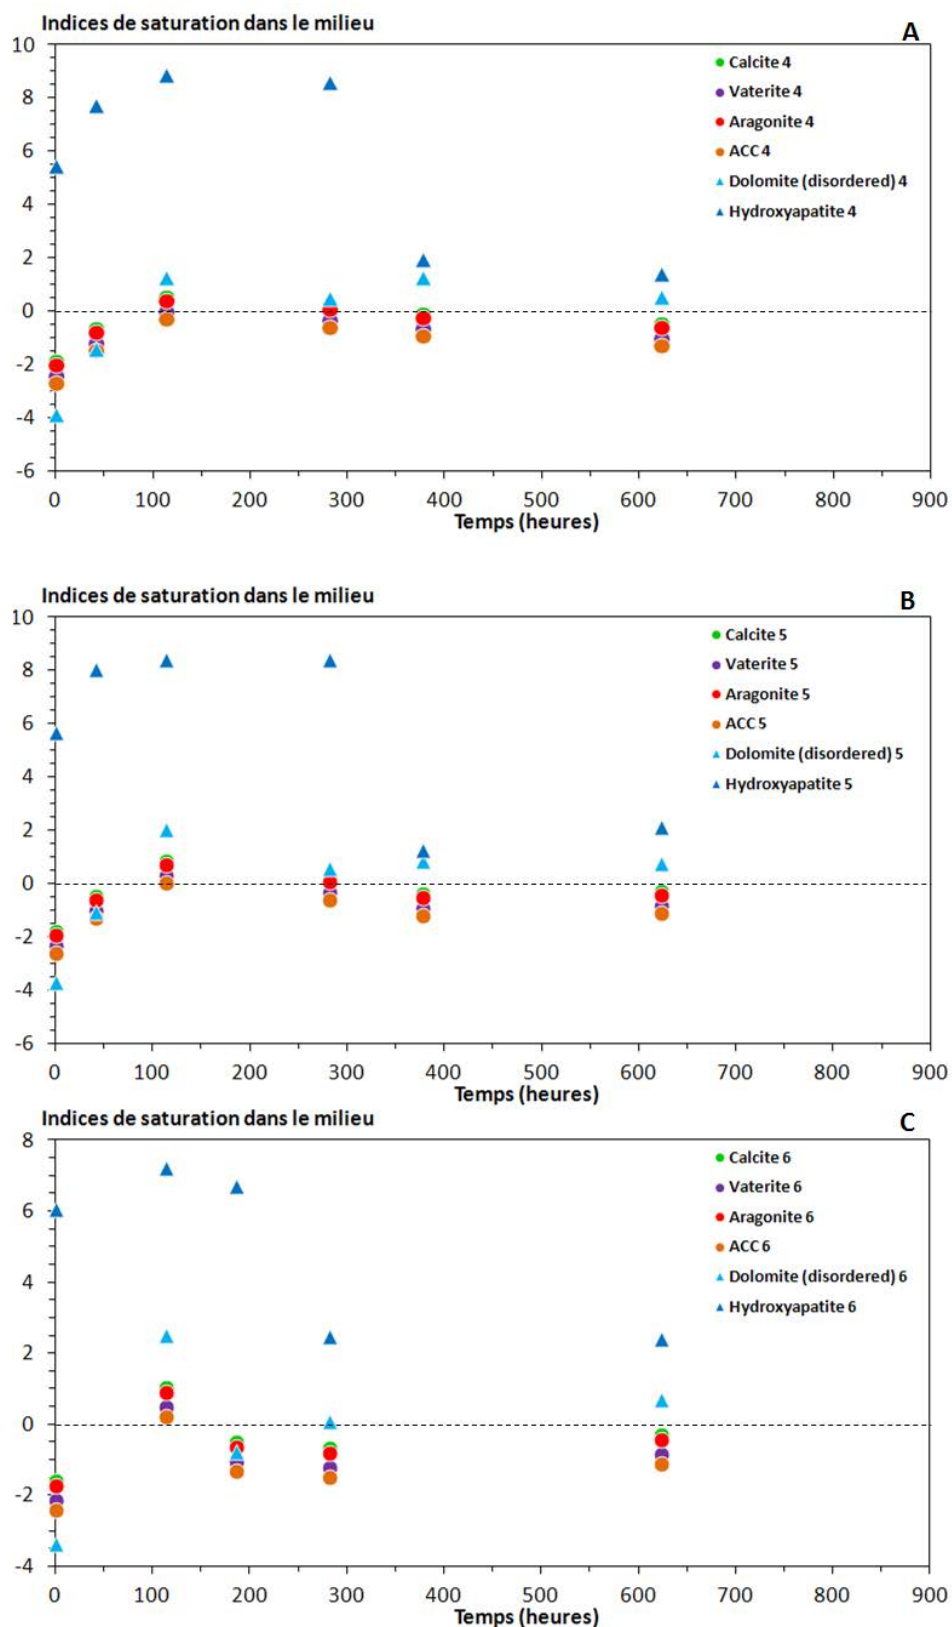 Indices de saturation dans le milieu
A
10
8
6
4
2
0
-2
-4
-6
Calcite 4
Vaterite 4
Aragonite 4
ACC 4
Dolomite (disordered) 4
Hydroxyapatite 4
0 100 200 300 400 500 600 700 800 900
Temps (heures)
Indices de saturation dans le milieu
B
10
8
6
4
2
0
-2
-4
-6
Calcite 5
Vaterite 5
Aragonite 5
ACC 5
Dolomite (disordered) 5
Hydroxyapatite 5
0 100 200 300 400 500 600 700 800 900
Temps (heures)
Indices de saturation dans le milieu
C
8
6
4
2
0
-2
-4
Calcite 6
Vaterite 6
Aragonite 6
ACC 6
Dolomite (disordered) 6
Hydroxyapatite 6
0 100 200 300 400 500 600 700 800 900
Temps (heures)